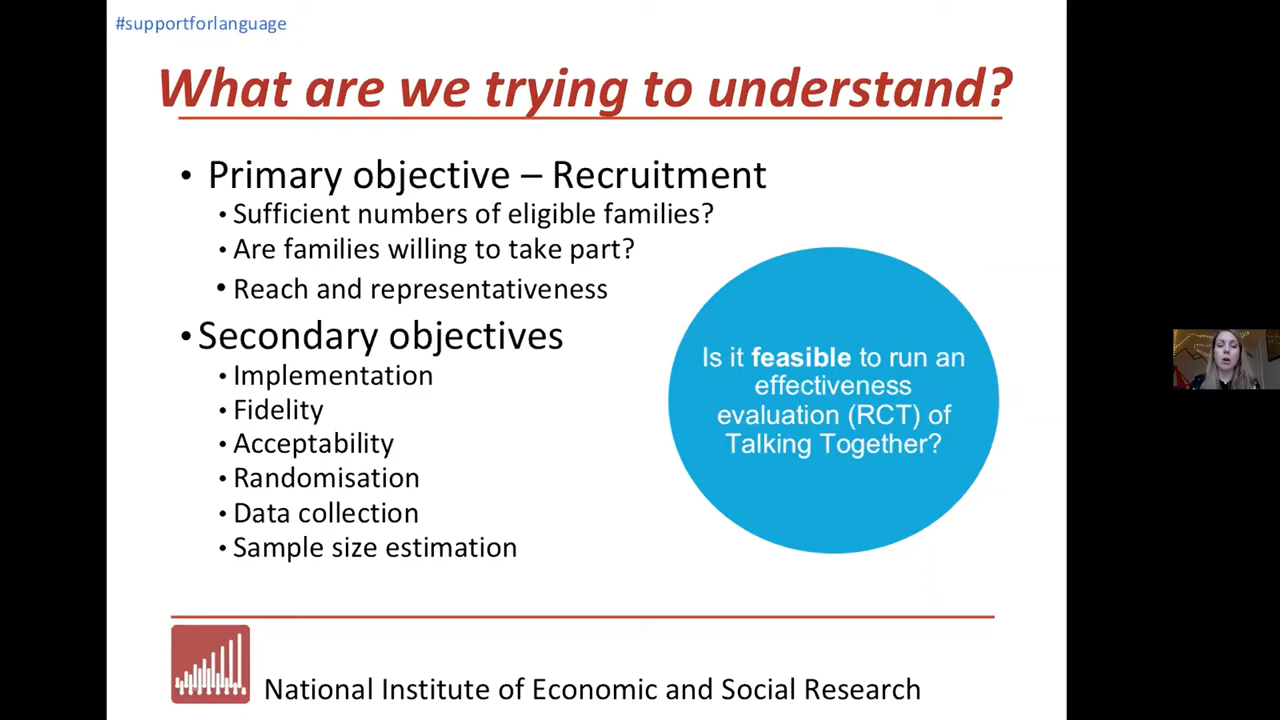 #supportforlanguage
What are we trying to understand?
• Primary objective – Recruitment
• Sufficient numbers of eligible families?
• Are families willing to take part?
• Reach and representativeness
• Secondary objectives
• Implementation
• Fidelity
• Acceptability
• Randomisation
• Data collection
• Sample size estimation
Is it feasible to run an
effectiveness
evaluation (RCT) of
Talking Together?
National Institute of Economic and Social Research